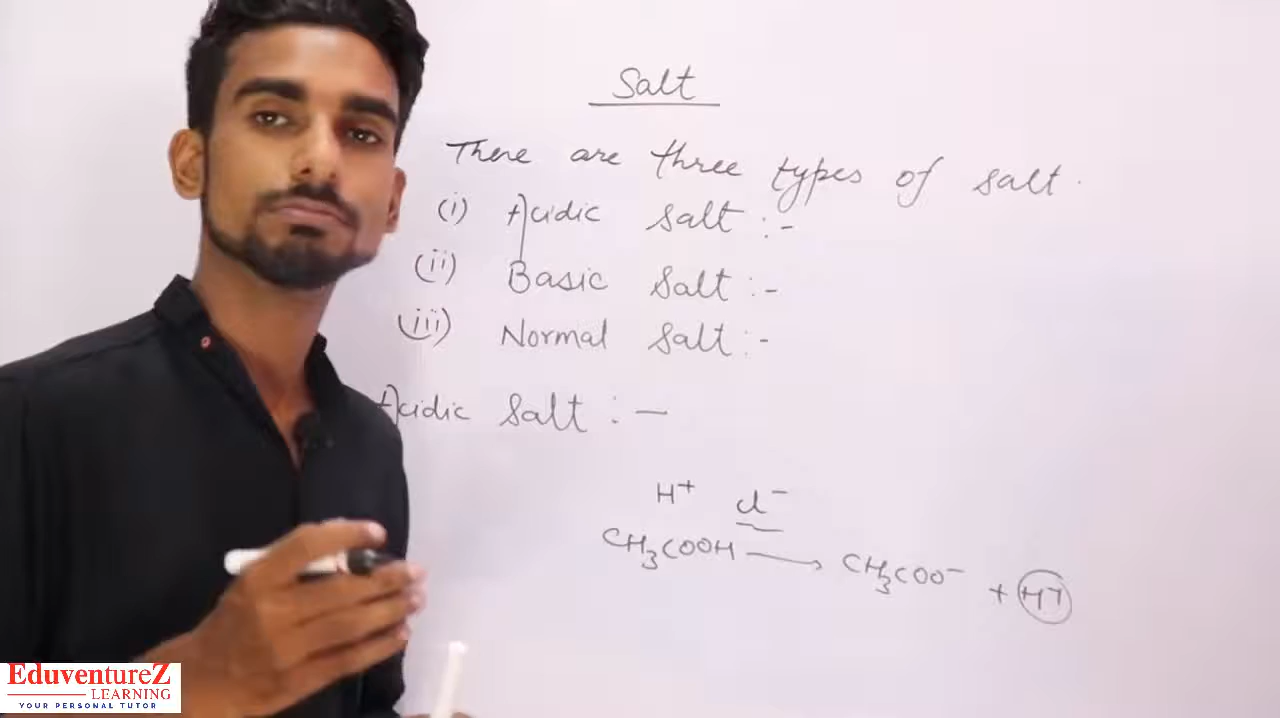 Salt
There are three types of salt.
(i) Acidic Salt :-
(ii) Basic Salt :-
(iii) Normal Salt :-
Acidic Salt : —
H⁺ Cl⁻
CH₃COOH ⟶ CH₃COO⁻ + H⁺
EduventureZ
LEARNING
YOUR PERSONAL TUTOR